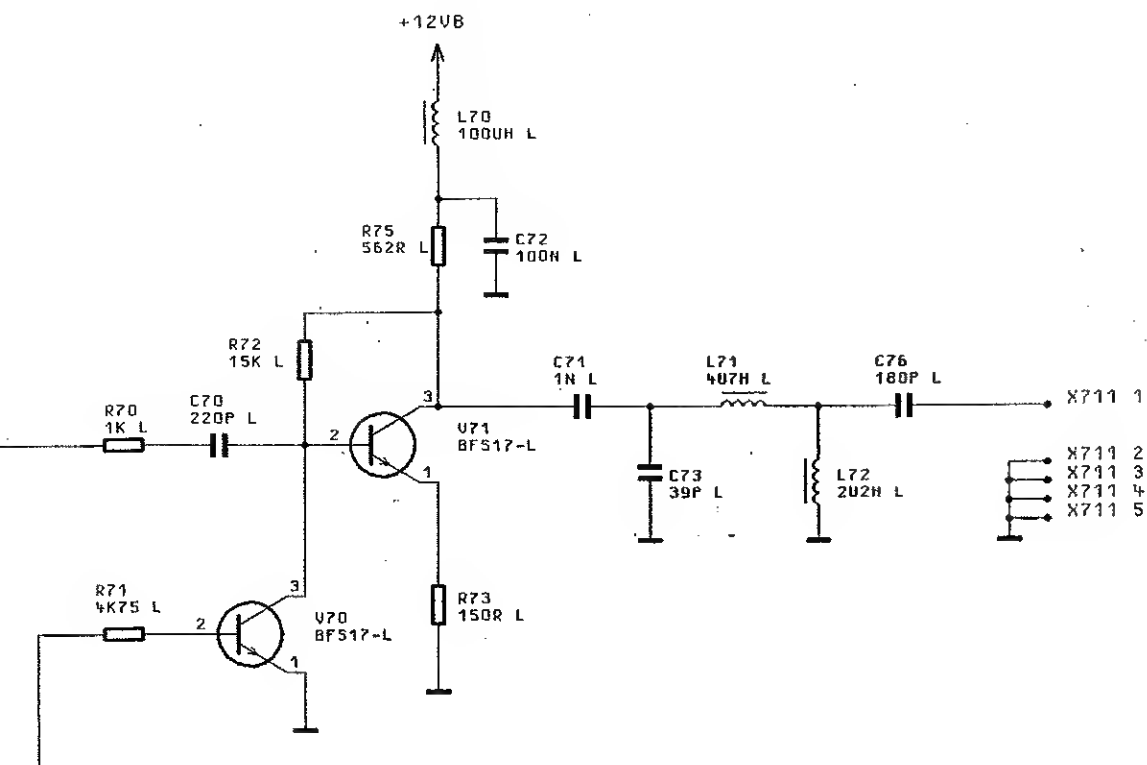 +12VB
L70
100UH L
R75
562R L
C72
100N L
R72
15K L
C71
1N L
L71
4U7H L
C76
180P L
R70
1K L
C70
220P L
3
X711 1
2
V71
BFS17-L
1
X711 2
X711 3
X711 4
X711 5
C73
39P L
L72
2U2H L
R71
4K75 L
3
R73
150R L
2
V70
BFS17-L
1